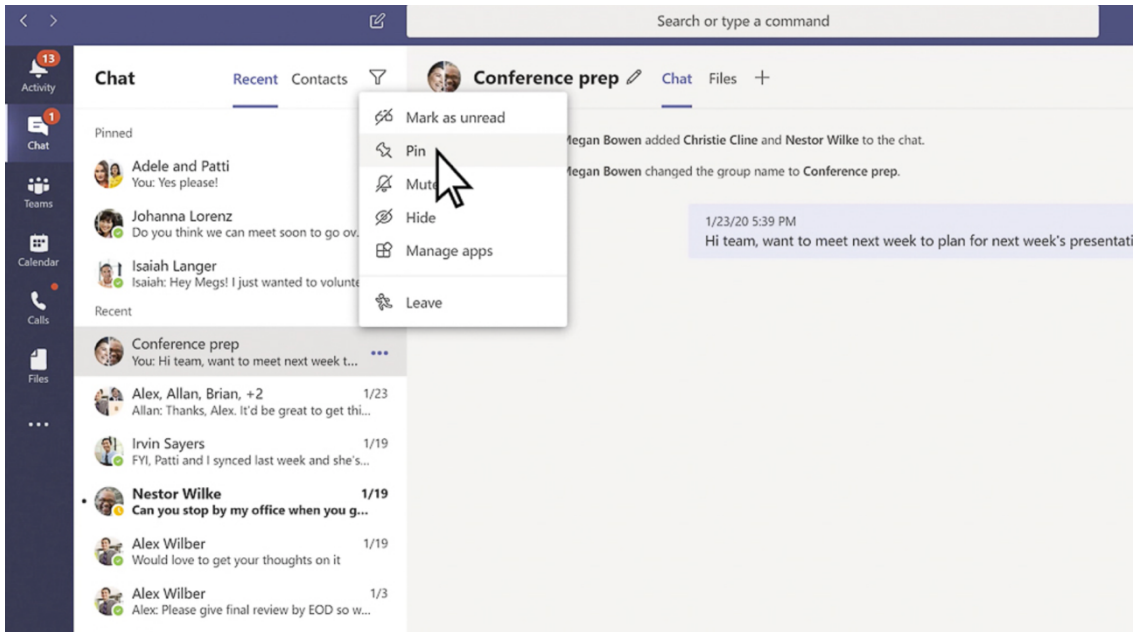 Search or type a command
13
Activity
1
Chat
Teams
Calendar
Calls
Files
Chat
Recent
Contacts
Pinned
Adele and Patti
You: Yes please!
Johanna Lorenz
Do you think we can meet soon to go ov...
Isaiah Langer
Isaiah: Hey Megs! I just wanted to volunte
Recent
Conference prep
You: Hi team, want to meet next week t...
Alex, Allan, Brian, +2 1/23
Allan: Thanks, Alex. It'd be great to get thi...
Irvin Sayers 1/19
FYI, Patti and I synced last week and she's...
Nestor Wilke 1/19
Can you stop by my office when you g...
Alex Wilber 1/19
Would love to get your thoughts on it
Alex Wilber 1/3
Alex: Please give final review by EOD so w...
Mark as unread
Pin
Mute
Hide
Manage apps
Leave
Conference prep
Chat
Files
Megan Bowen added Christie Cline and Nestor Wilke to the chat.
Megan Bowen changed the group name to Conference prep.
1/23/20 5:39 PM
Hi team, want to meet next week to plan for next week's presentati